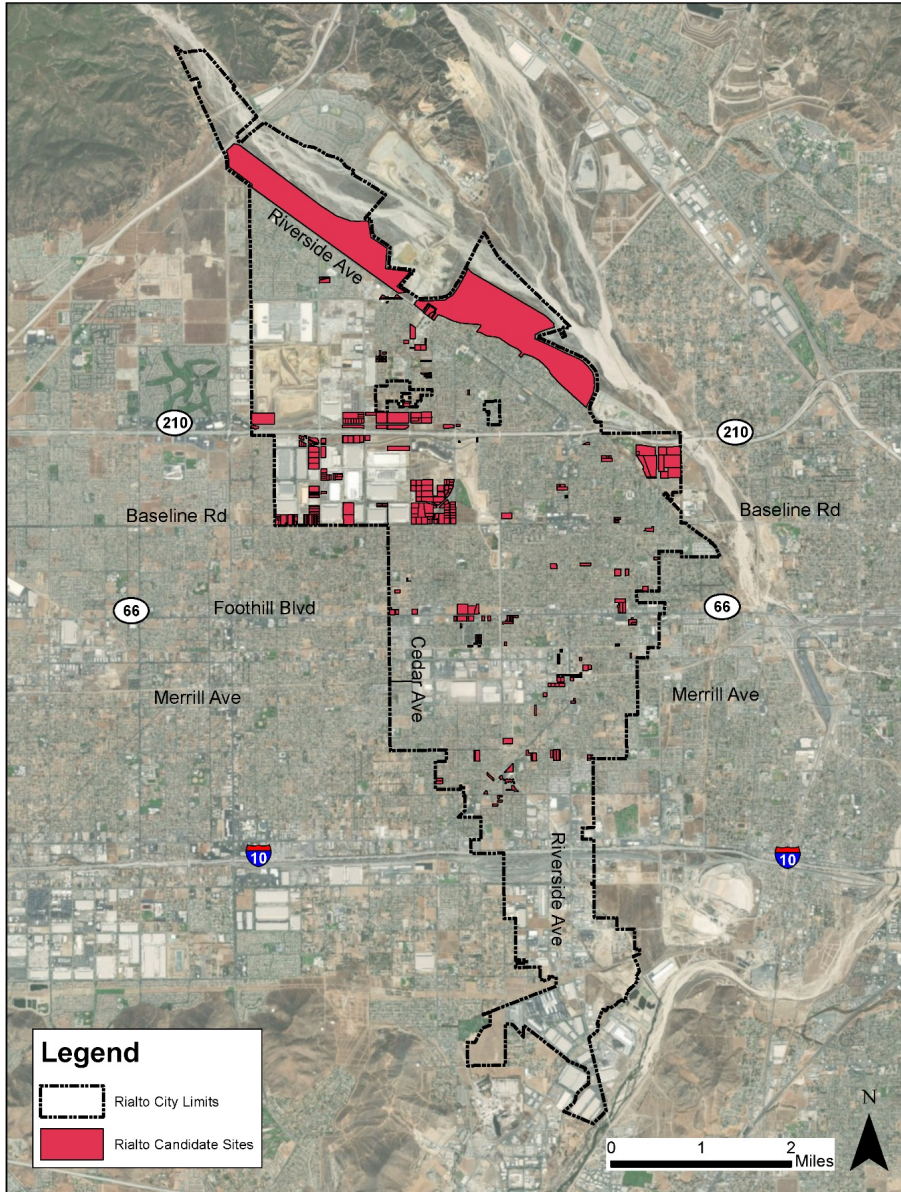 Riverside Ave
210
210
Baseline Rd
Baseline Rd
66
Foothill Blvd
66
Cedar Ave
Merrill Ave
Merrill Ave
10
Riverside Ave
10
Legend
Rialto City Limits
Rialto Candidate Sites
N
0 1 2
Miles